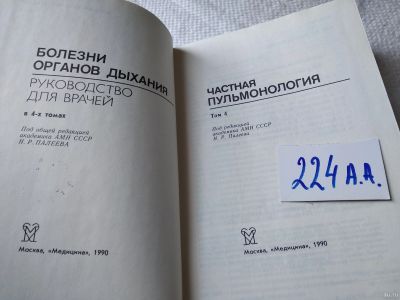 БОЛЕЗНИ
ОРГАНОВ ДЫХАНИЯ
РУКОВОДСТВО
ДЛЯ ВРАЧЕЙ
в 4-х томах
Под общей редакцией
академика АМН СССР
Н. Р. ПАЛЕЕВА
Москва, «Медицина», 1990
ЧАСТНАЯ
ПУЛЬМОНОЛОГИЯ
Том 4
Под редакцией
академика АМН СССР
Н. Р. Палеева
224 А.А.
Москва, «Медицина», 1990